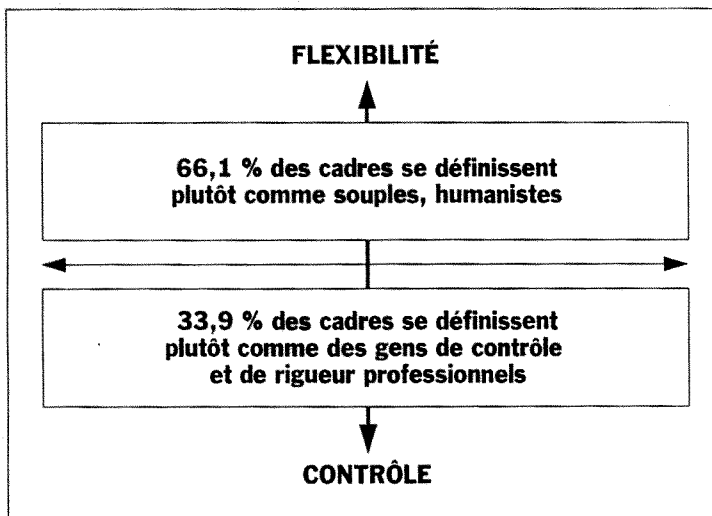 FLEXIBILITÉ
66,1 % des cadres se définissent
plutôt comme souples, humanistes
33,9 % des cadres se définissent
plutôt comme des gens de contrôle
et de rigueur professionnels
CONTRÔLE